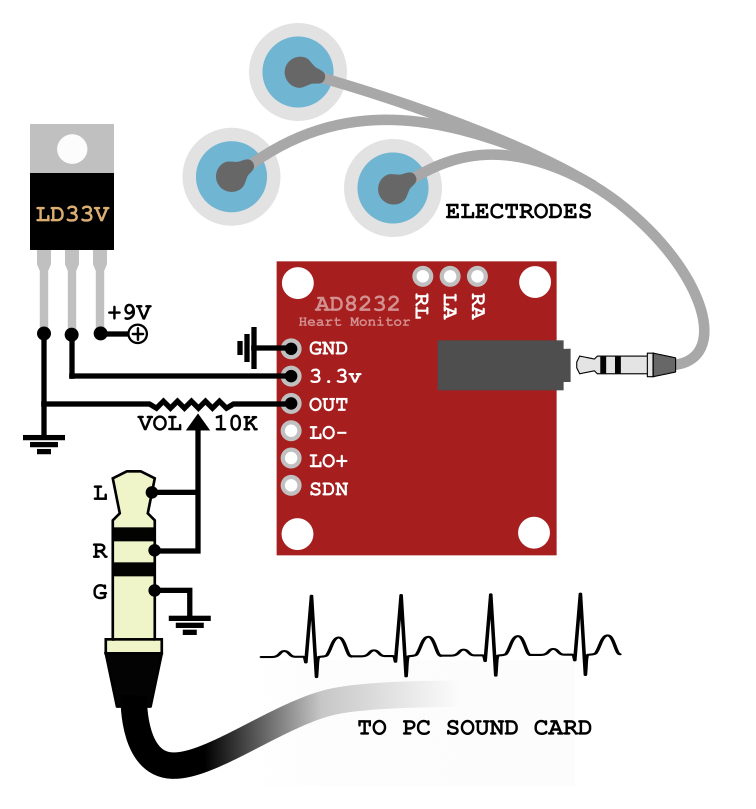 ELECTRODES
LD33V
+9V
RL LA RA
AD8232
Heart Monitor
GND
3.3v
OUT
VOL 10K
LO-
LO+
SDN
L
R
G
TO PC SOUND CARD